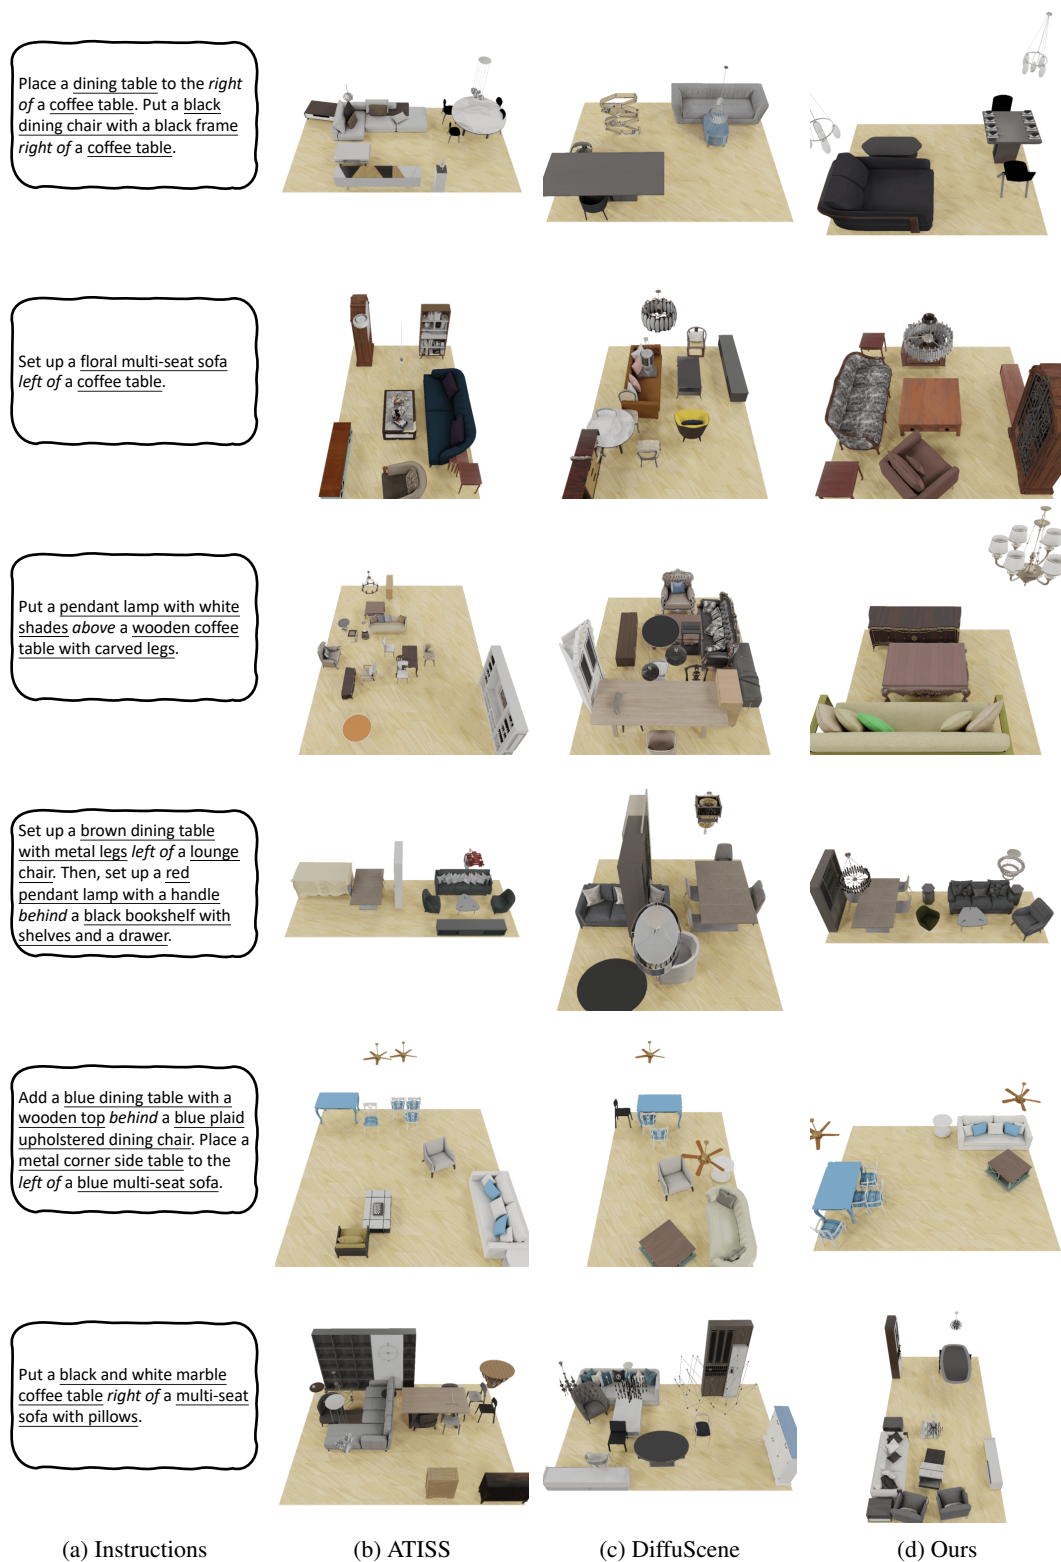 Place a dining table to the right
of a coffee table. Put a black
dining chair with a black frame
right of a coffee table.
Set up a floral multi-seat sofa
left of a coffee table.
Put a pendant lamp with white
shades above a wooden coffee
table with carved legs.
Set up a brown dining table
with metal legs left of a lounge
chair. Then, set up a red
pendant lamp with a handle
behind a black bookshelf with
shelves and a drawer.
Add a blue dining table with a
wooden top behind a blue plaid
upholstered dining chair. Place a
metal corner side table to the
left of a blue multi-seat sofa.
Put a black and white marble
coffee table right of a multi-seat
sofa with pillows.
(a) Instructions
(b) ATISS
(c) DiffuScene
(d) Ours